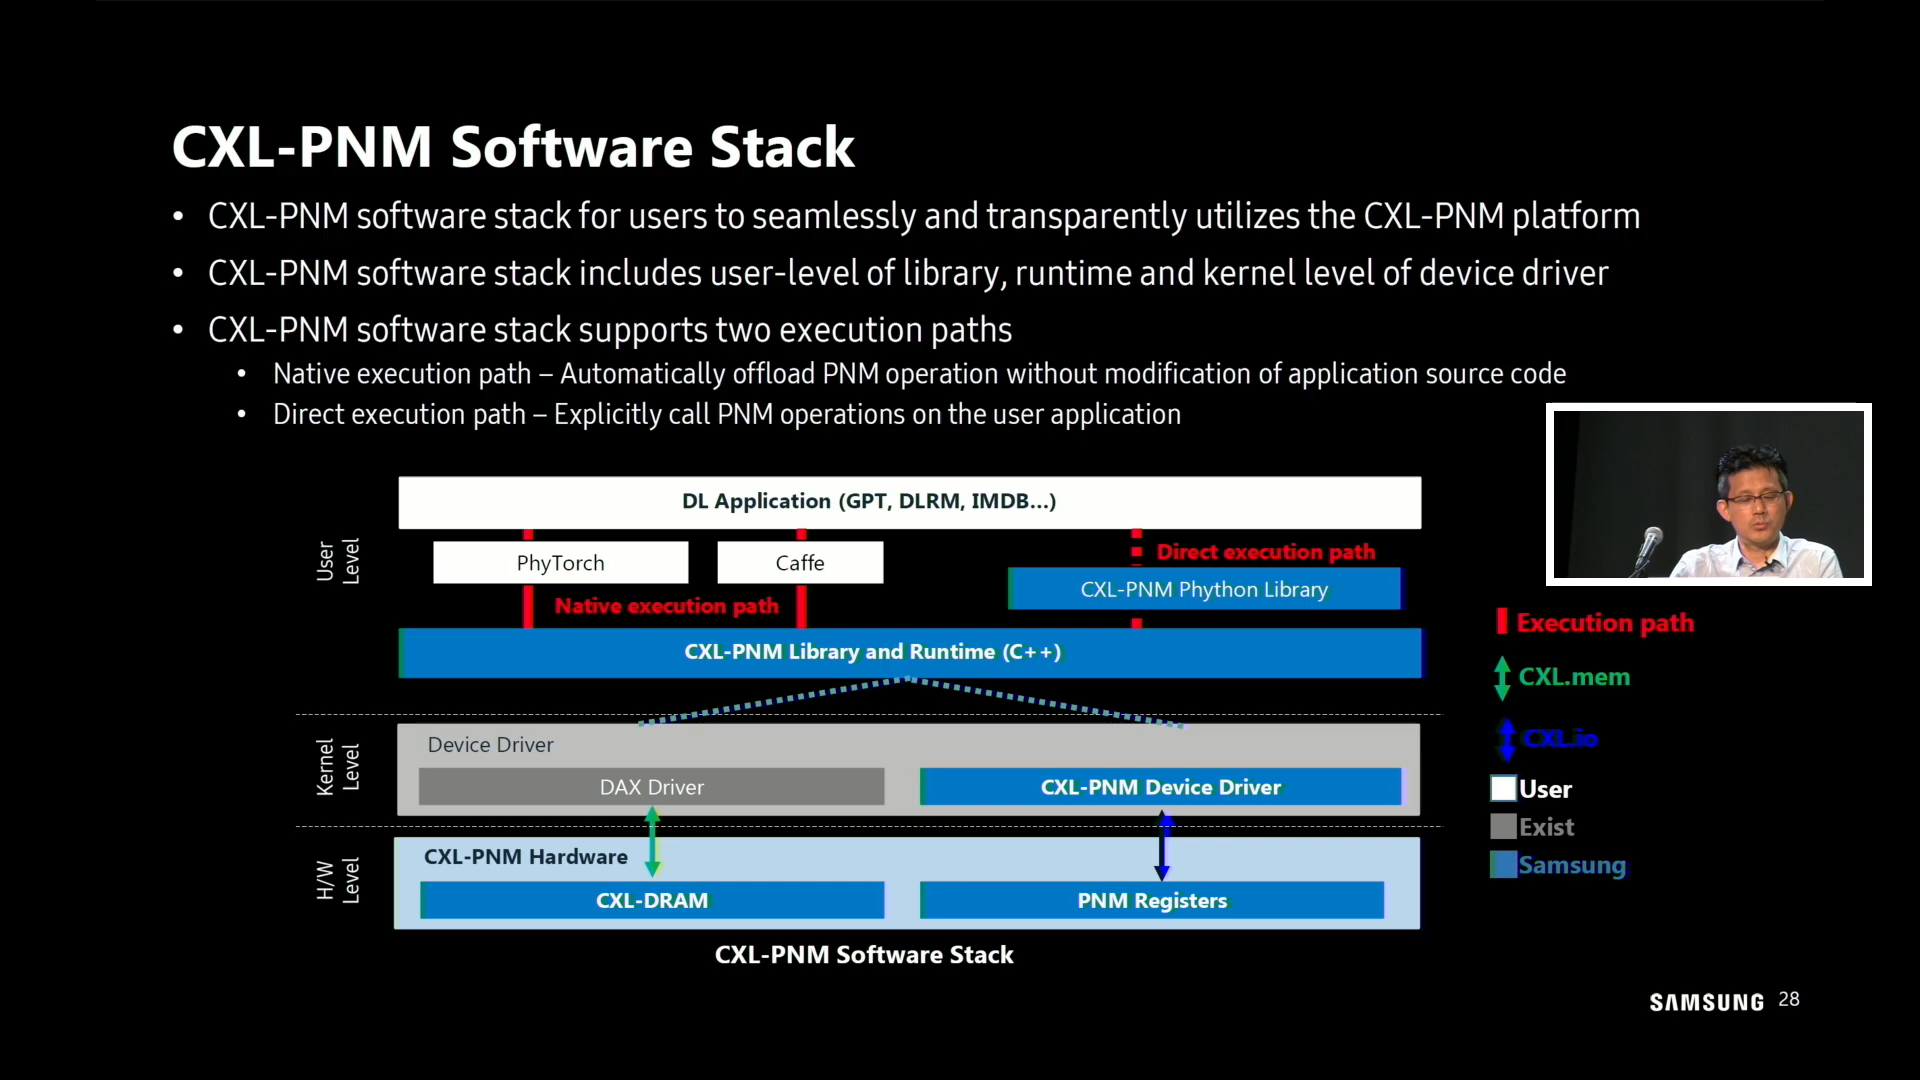 CXL-PNM Software Stack
• CXL-PNM software stack for users to seamlessly and transparently utilizes the CXL-PNM platform
• CXL-PNM software stack includes user-level of library, runtime and kernel level of device driver
• CXL-PNM software stack supports two execution paths
• Native execution path – Automatically offload PNM operation without modification of application source code
• Direct execution path – Explicitly call PNM operations on the user application
User
Level
DL Application (GPT, DLRM, IMDB...)
PhyTorch
Caffe
Direct execution path
CXL-PNM Phython Library
Native execution path
CXL-PNM Library and Runtime (C++)
Kernel
Level
Device Driver
DAX Driver
CXL-PNM Device Driver
H/W
Level
CXL-PNM Hardware
CXL-DRAM
PNM Registers
CXL-PNM Software Stack
Execution path
CXL.mem
CXL.io
User
Exist
Samsung
SAMSUNG 28